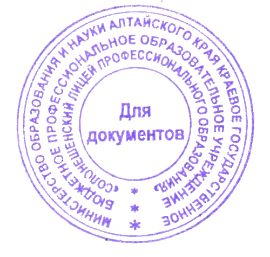 МИНИСТЕРСТВО ОБРАЗОВАНИЯ И НАУКИ АЛТАЙСКОГО КРАЯ КРАЕВОЕ ГОСУДАРСТВЕННОЕ
БЮДЖЕТНОЕ ПРОФЕССИОНАЛЬНОЕ ОБРАЗОВАТЕЛЬНОЕ УЧРЕЖДЕНИЕ
«СОЛОНЕШЕНСКИЙ ЛИЦЕЙ ПРОФЕССИОНАЛЬНОГО ОБРАЗОВАНИЯ»
Для
документов
* * *